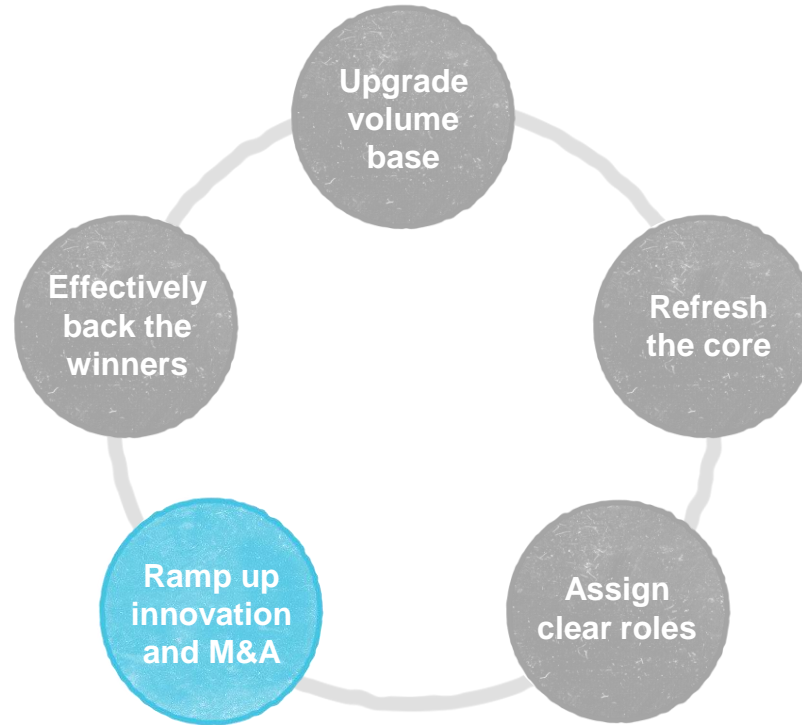 Upgrade
volume
base
Refresh
the core
Assign
clear roles
Ramp up
innovation
and M&A
Effectively
back the
winners